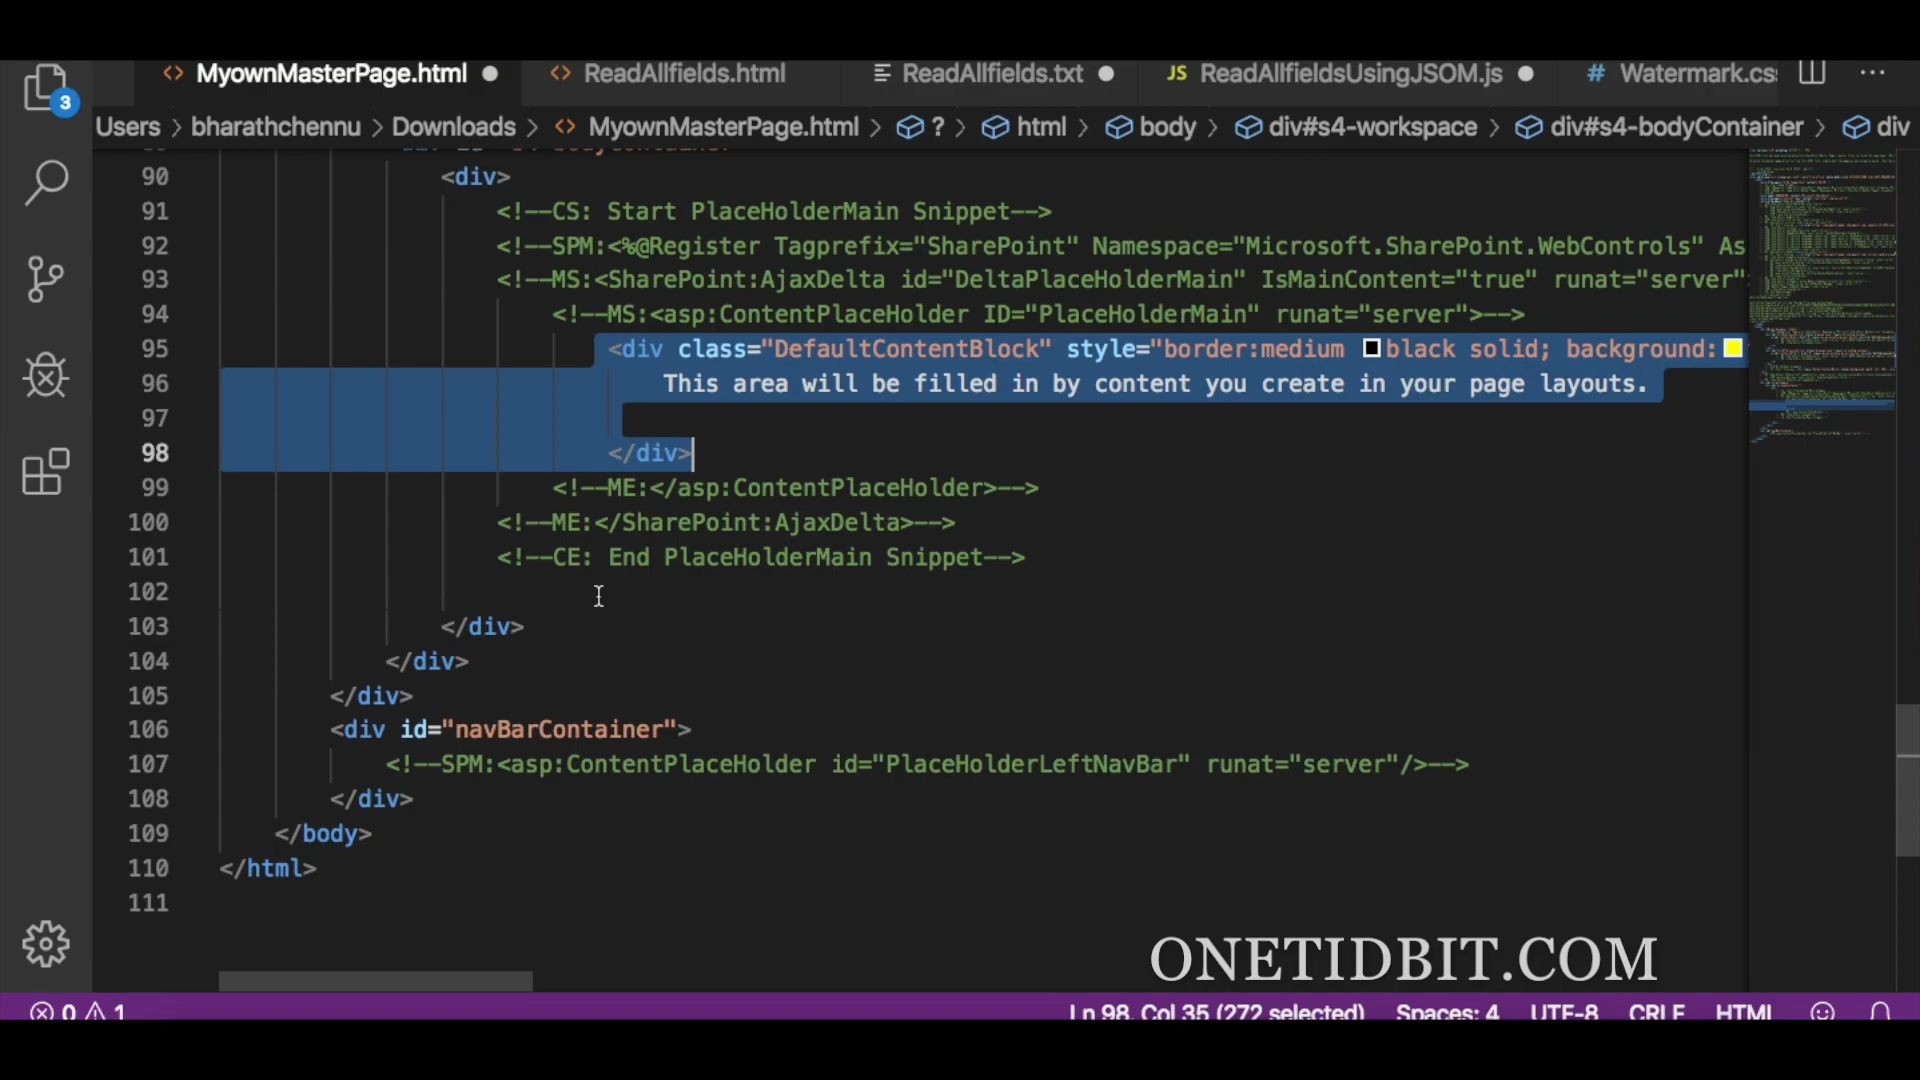 MyownMasterPage.html ReadAllfields.html ReadAllfields.txt JS ReadAllfieldsUsingJSOM.js # Watermark.css ...
3
Users > bharathchennu > Downloads > <> MyownMasterPage.html > ? > html > body > div#s4-workspace > div#s4-bodyContainer > div
90 <div>
91 <!--CS: Start PlaceHolderMain Snippet-->
92 <!--SPM:<%@Register Tagprefix="SharePoint" Namespace="Microsoft.SharePoint.WebControls" As
93 <!--MS:<SharePoint:AjaxDelta id="DeltaPlaceHolderMain" IsMainContent="true" runat="server"
94 <!--MS:<asp:ContentPlaceHolder ID="PlaceHolderMain" runat="server">-->
95 <div class="DefaultContentBlock" style="border:medium black solid; background:
96 This area will be filled in by content you create in your page layouts.
97
98 </div>
99 <!--ME:</asp:ContentPlaceHolder>-->
100 <!--ME:</SharePoint:AjaxDelta>-->
101 <!--CE: End PlaceHolderMain Snippet-->
102
103 </div>
104 </div>
105 </div>
106 <div id="navBarContainer">
107 <!--SPM:<asp:ContentPlaceHolder id="PlaceHolderLeftNavBar" runat="server"/>-->
108 </div>
109 </body>
110 </html>
111
ONETIDBIT.COM
0 1 Ln 98, Col 35 (272 selected) Spaces: 4 UTF-8 CRLF HTML